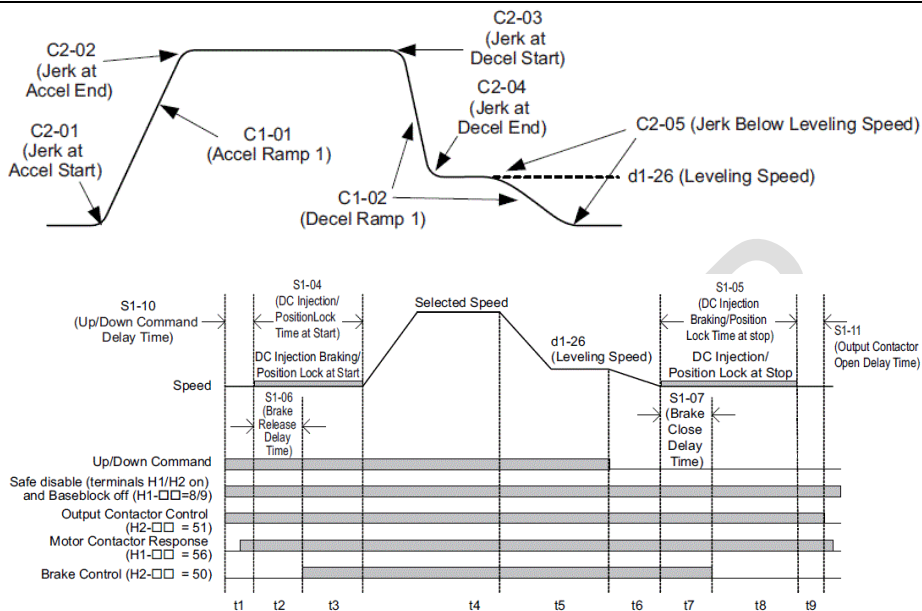 C2-02
(Jerk at
Accel End)
C2-03
(Jerk at
Decel Start)
C2-04
(Jerk at
Decel End)
C2-01
(Jerk at
Accel Start)
C1-01
(Accel Ramp 1)
C2-05 (Jerk Below Leveling Speed)
d1-26 (Leveling Speed)
C1-02
(Decel Ramp 1)
S1-10
(Up/Down Command
Delay Time)
S1-04
(DC Injection/
PositionLock
Time at Start)
Selected Speed
S1-05
(DC Injection
Braking/Position
Lock Time at stop)
S1-11
(Output Contactor
Open Delay Time)
d1-26
(Leveling Speed)
DC Injection Braking/
Position Lock at Start
DC Injection/
Position Lock at Stop
Speed
S1-06
(Brake
Release
Delay
Time)
S1-07
(Brake
Close
Delay
Time)
Up/Down Command
Safe disable (terminals H1/H2 on)
and Baseblock off (H1-□□=8/9)
Output Contactor Control
(H2-□□ = 51)
Motor Contactor Response
(H1-□□ = 56)
Brake Control (H2-□□ = 50)
t1 t2 t3 t4 t5 t6 t7 t8 t9